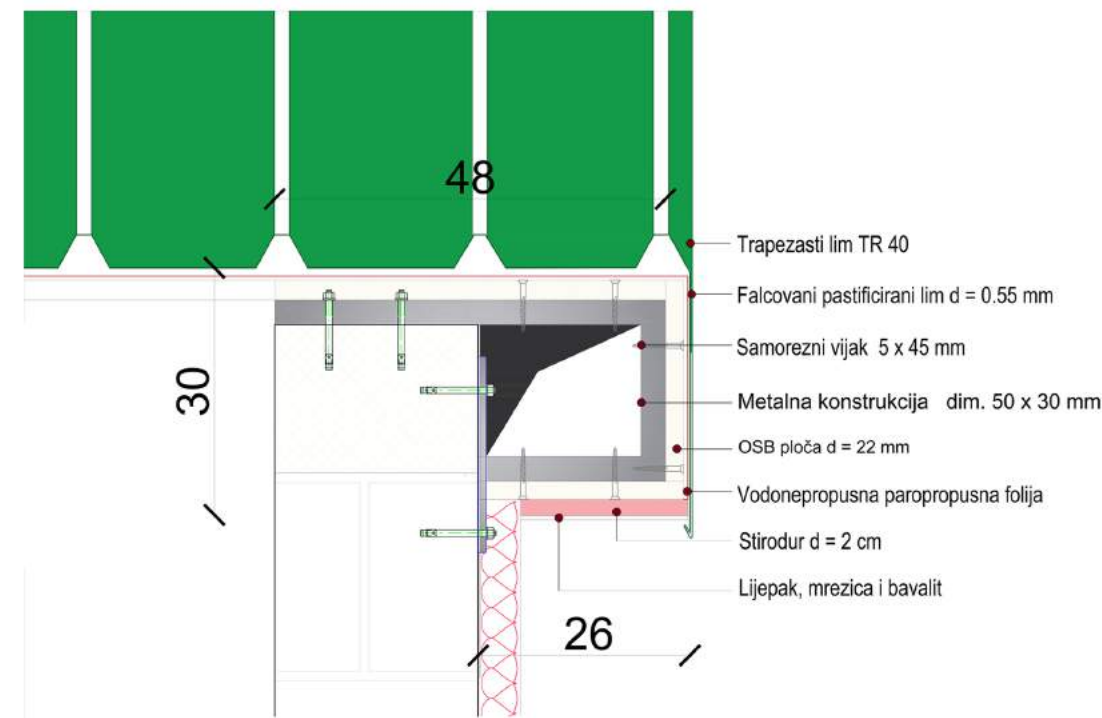 48
Trapezasti lim TR 40
Falcovani pastificirani lim d = 0.55 mm
Samorezni vijak 5 x 45 mm
30
Metalna konstrukcija dim. 50 x 30 mm
OSB ploča d = 22 mm
Vodonepropusna paropropusna folija
Stirodur d = 2 cm
Lijepak, mrezica i bavalit
26